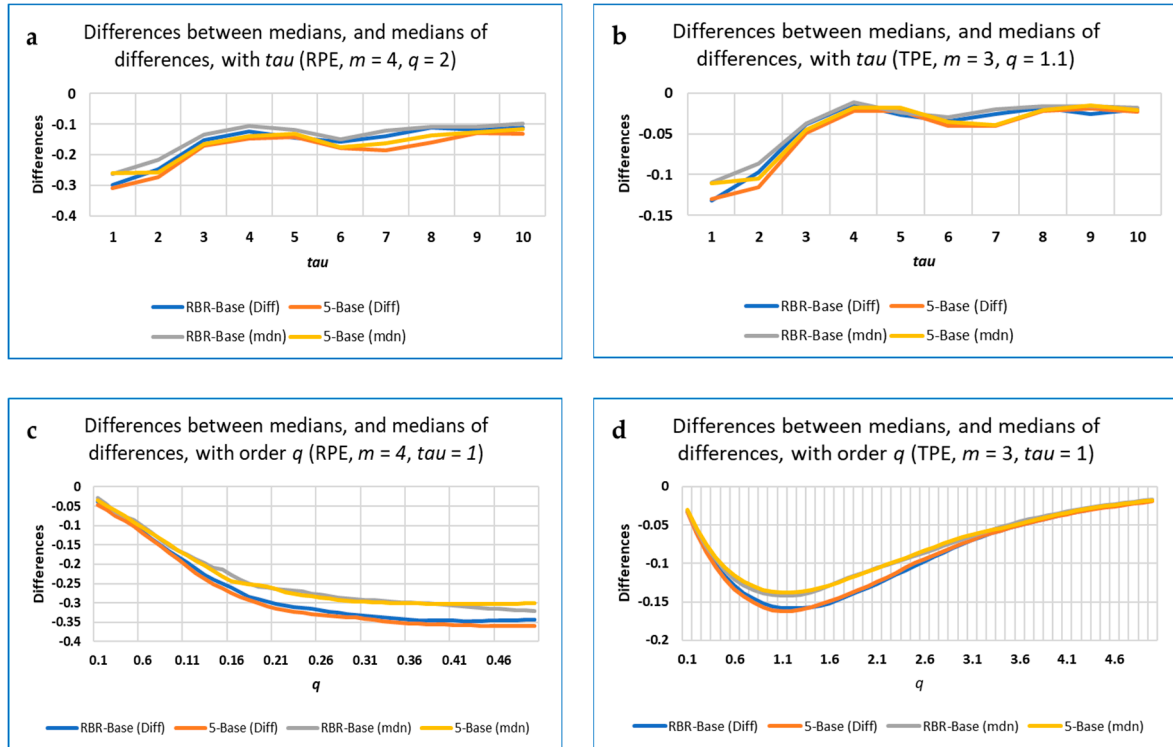 a
Differences between medians, and medians of
differences, with tau (RPE, m = 4, q = 2)
0
-0.1
-0.2
-0.3
-0.4
Differences
1 2 3 4 5 6 7 8 9 10
tau
RBR-Base (Diff) 5-Base (Diff)
RBR-Base (mdn) 5-Base (mdn)
b
Differences between medians, and medians of
differences, with tau (TPE, m = 3, q = 1.1)
0
-0.05
-0.1
-0.15
Differences
1 2 3 4 5 6 7 8 9 10
tau
RBR-Base (Diff) 5-Base (Diff)
RBR-Base (mdn) 5-Base (mdn)
c
Differences between medians, and medians of
differences, with order q (RPE, m = 4, tau = 1)
0
-0.05
-0.1
-0.15
-0.2
-0.25
-0.3
-0.35
-0.4
Differences
0.1 0.6 0.11 0.16 0.21 0.26 0.31 0.36 0.41 0.46
q
RBR-Base (Diff) 5-Base (Diff) RBR-Base (mdn) 5-Base (mdn)
d
Differences between medians, and medians of
differences, with order q (TPE, m = 3, tau = 1)
0
-0.05
-0.1
-0.15
-0.2
Differences
0.1 0.6 1.1 1.6 2.1 2.6 3.1 3.6 4.1 4.6
q
RBR-Base (Diff) 5-Base (Diff) RBR-Base (mdn) 5-Base (mdn)